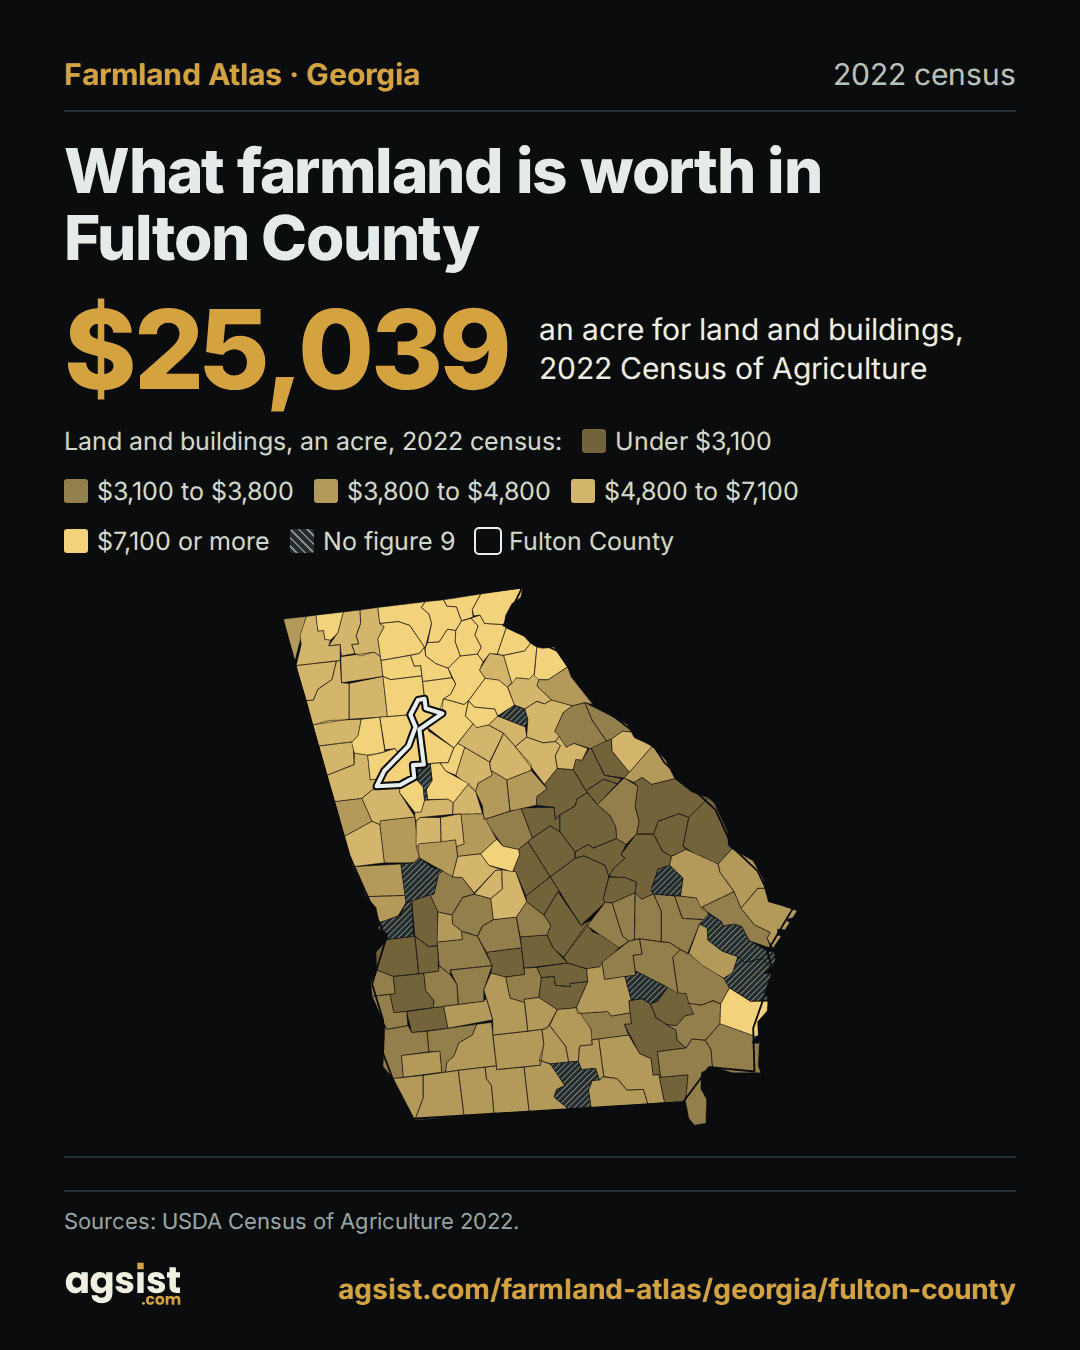 Farmland Atlas · Georgia
2022 census
What farmland is worth in
Fulton County
$25,039
an acre for land and buildings,
2022 Census of Agriculture
Land and buildings, an acre, 2022 census:
Under $3,100
$3,100 to $3,800
$3,800 to $4,800
$4,800 to $7,100
$7,100 or more
No figure 9
Fulton County
Sources: USDA Census of Agriculture 2022.
agsist
.com
agsist.com/farmland-atlas/georgia/fulton-county